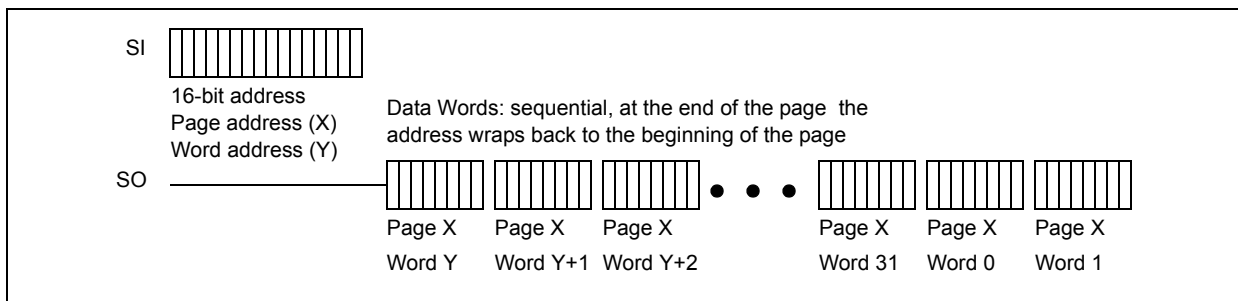 SI
16-bit address
Page address (X)
Word address (Y)
Data Words: sequential, at the end of the page the
address wraps back to the beginning of the page
SO
Page X Page X Page X Page X Page X Page X
Word Y Word Y+1 Word Y+2 Word 31 Word 0 Word 1